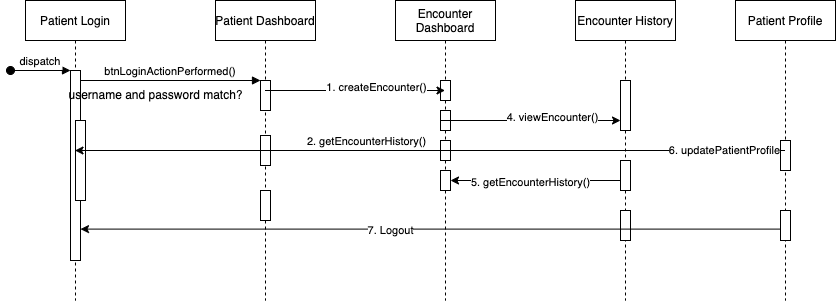 Patient Login
Patient Dashboard
Encounter
Dashboard
Encounter History
Patient Profile
dispatch
btnLoginActionPerformed()
username and password match?
1. createEncounter()
4. viewEncounter()
2. getEncounterHistory()
6. updatePatientProfile
5. getEncounterHistory()
7. Logout